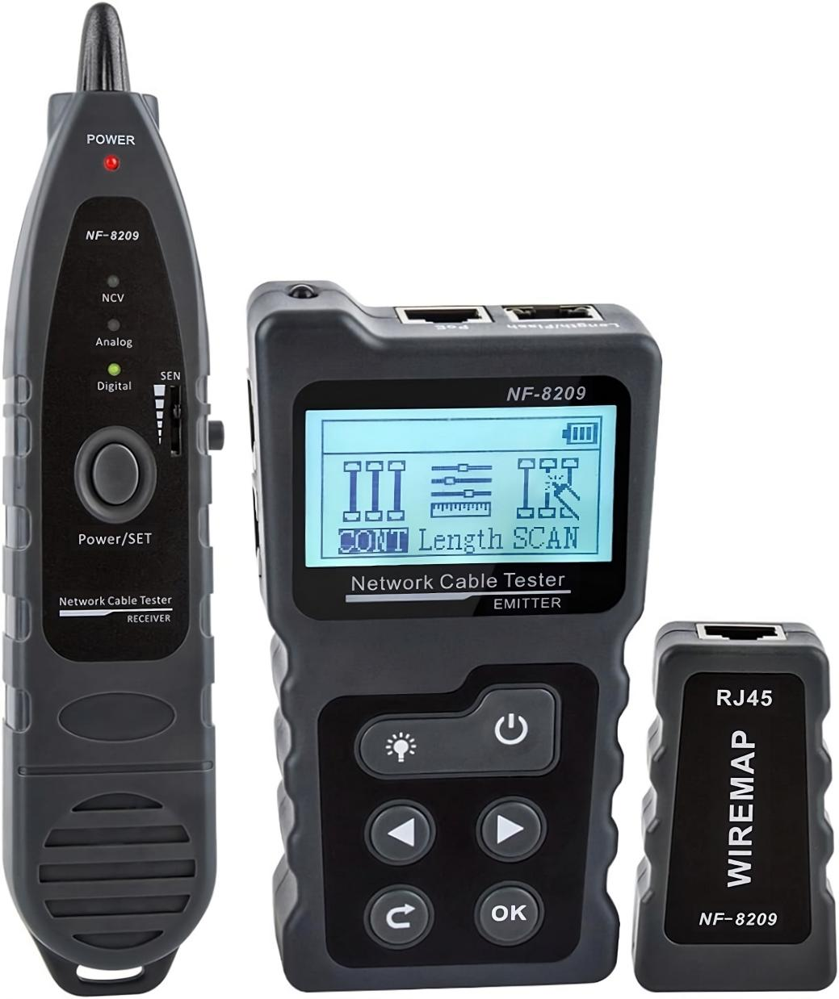 POWER
NF-8209
NCV
Analog
Digital
SEN
Power/SET
Network Cable Tester
RECEIVER
PoE
Length/Flash
NF-8209
CONT Length SCAN
Network Cable Tester
EMITTER
OK
RJ45
WIREMAP
NF-8209